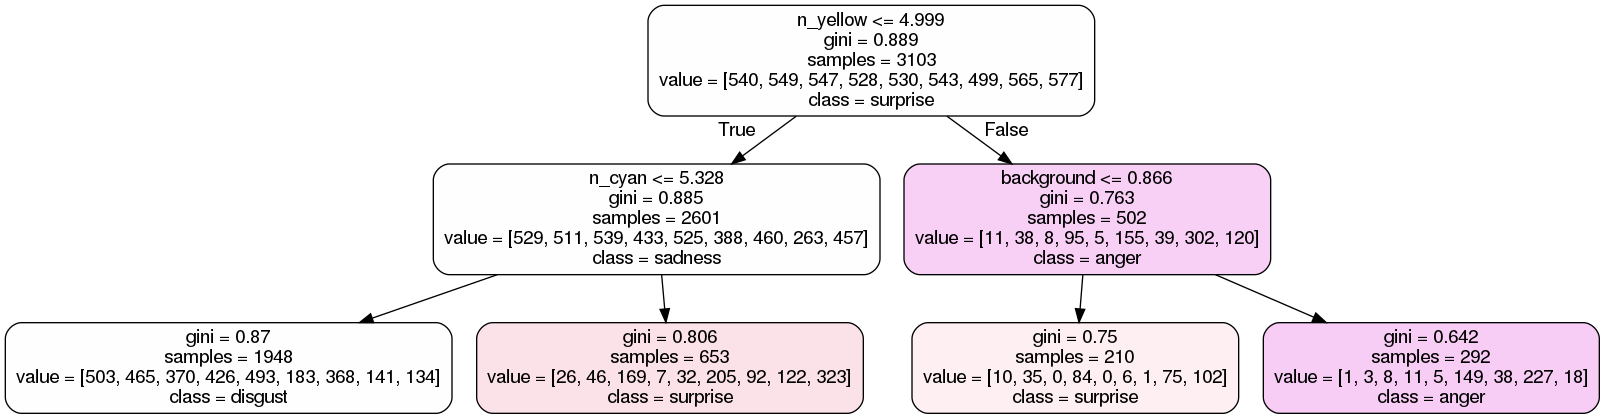 n_yellow <= 4.999
gini = 0.889
samples = 3103
value = [540, 549, 547, 528, 530, 543, 499, 565, 577]
class = surprise
True
False
n_cyan <= 5.328
gini = 0.885
samples = 2601
value = [529, 511, 539, 433, 525, 388, 460, 263, 457]
class = sadness
background <= 0.866
gini = 0.763
samples = 502
value = [11, 38, 8, 95, 5, 155, 39, 302, 120]
class = anger
gini = 0.87
samples = 1948
value = [503, 465, 370, 426, 493, 183, 368, 141, 134]
class = disgust
gini = 0.806
samples = 653
value = [26, 46, 169, 7, 32, 205, 92, 122, 323]
class = surprise
gini = 0.75
samples = 210
value = [10, 35, 0, 84, 0, 6, 1, 75, 102]
class = surprise
gini = 0.642
samples = 292
value = [1, 3, 8, 11, 5, 149, 38, 227, 18]
class = anger